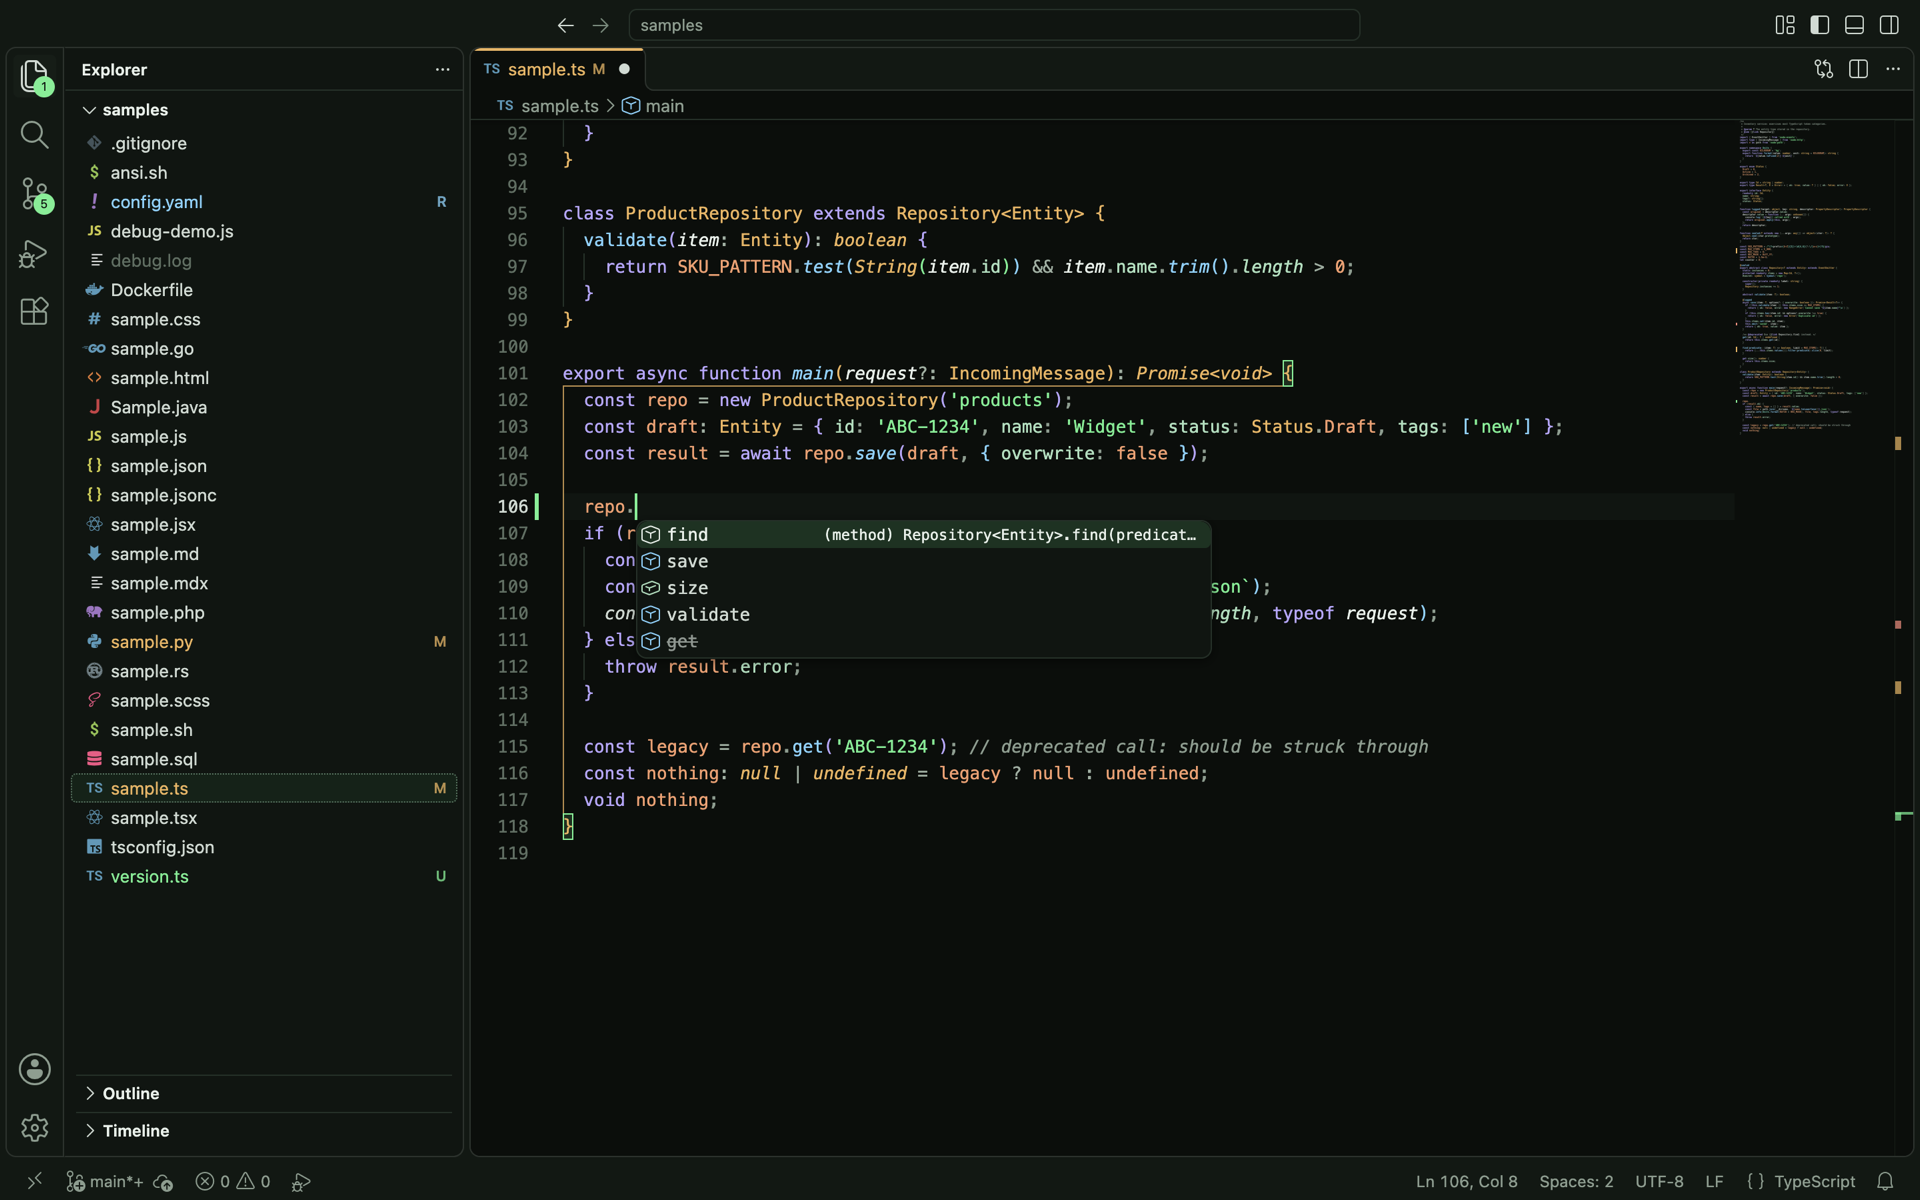 samples
Explorer
samples
.gitignore
$ ansi.sh
! config.yaml R
JS debug-demo.js
debug.log
Dockerfile
# sample.css
GO sample.go
<> sample.html
J Sample.java
JS sample.js
{} sample.json
{} sample.jsonc
sample.jsx
sample.md
sample.mdx
sample.php
sample.py M
sample.rs
sample.scss
$ sample.sh
sample.sql
TS sample.ts M
sample.tsx
TS tsconfig.json
TS version.ts U
Outline
Timeline
1
5
TS sample.ts M
TS sample.ts > main
92 }
93 }
94
95 class ProductRepository extends Repository<Entity> {
96 validate(item: Entity): boolean {
97 return SKU_PATTERN.test(String(item.id)) && item.name.trim().length > 0;
98 }
99 }
100
101 export async function main(request?: IncomingMessage): Promise<void> {
102 const repo = new ProductRepository('products');
103 const draft: Entity = { id: 'ABC-1234', name: 'Widget', status: Status.Draft, tags: ['new'] };
104 const result = await repo.save(draft, { overwrite: false });
105
106 repo.
107 if (r
108 con
109 con son`);
110 con ngth, typeof request);
111 } els
112 throw result.error;
113 }
114
115 const legacy = repo.get('ABC-1234'); // deprecated call: should be struck through
116 const nothing: null | undefined = legacy ? null : undefined;
117 void nothing;
118 }
119
find (method) Repository<Entity>.find(predicat…
save
size
validate
get
main*+ 0 0
Ln 106, Col 8 Spaces: 2 UTF-8 LF {} TypeScript